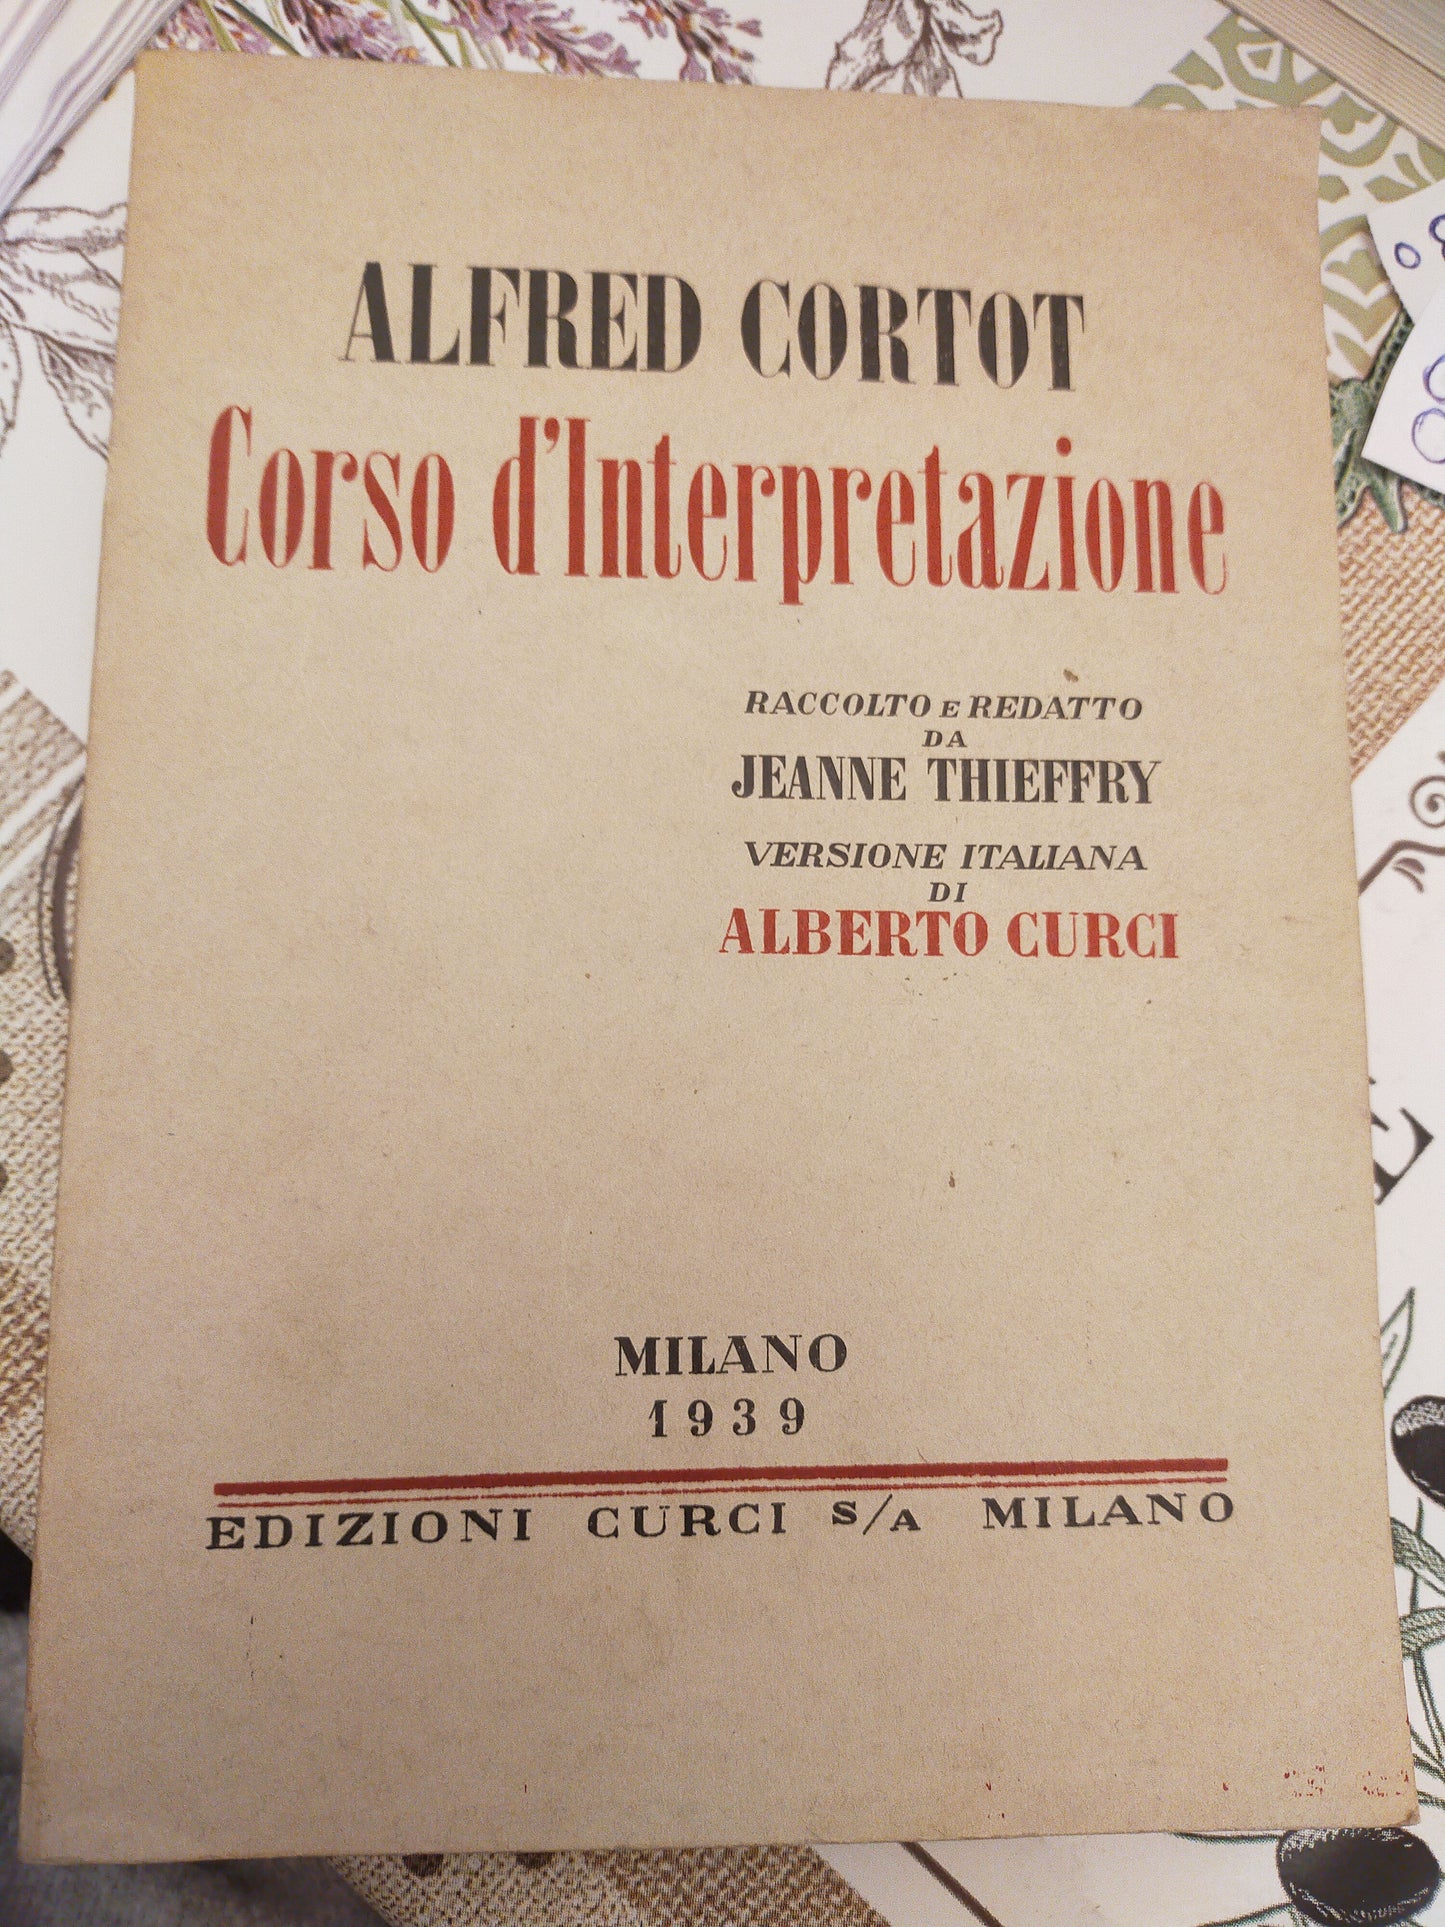 ALFRED CORTOT
Corso d'Interpretazione
RACCOLTO E REDATTO
DA
JEANNE THIEFFRY
VERSIONE ITALIANA
DI
ALBERTO CURCI
MILANO
1939
EDIZIONI CURCI S/A MILANO